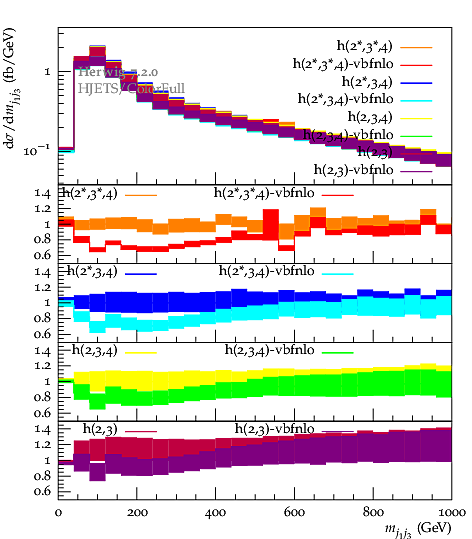 h(2*,3*,4)
h(2*,3*,4)-vbfnlo
Herwig 7.2.0
h(2*,3,4)
HJETS/ColorFull
h(2*,3,4)-vbfnlo
h(2,3,4)
h(2,3,4)-vbfnlo
h(2,3)
h(2,3)-vbfnlo
dσ/dm_{j₁j₃} (fb/GeV)
1
10⁻¹
h(2*,3*,4) h(2*,3*,4)-vbfnlo
1.4
1.2
1
0.8
0.6
h(2*,3,4) h(2*,3,4)-vbfnlo
1.4
1.2
1
0.8
0.6
h(2,3,4) h(2,3,4)-vbfnlo
1.4
1.2
1
0.8
0.6
h(2,3) h(2,3)-vbfnlo
1.4
1.2
1
0.8
0.6
0 200 400 600 800 1000
m_{j₁j₃} (GeV)